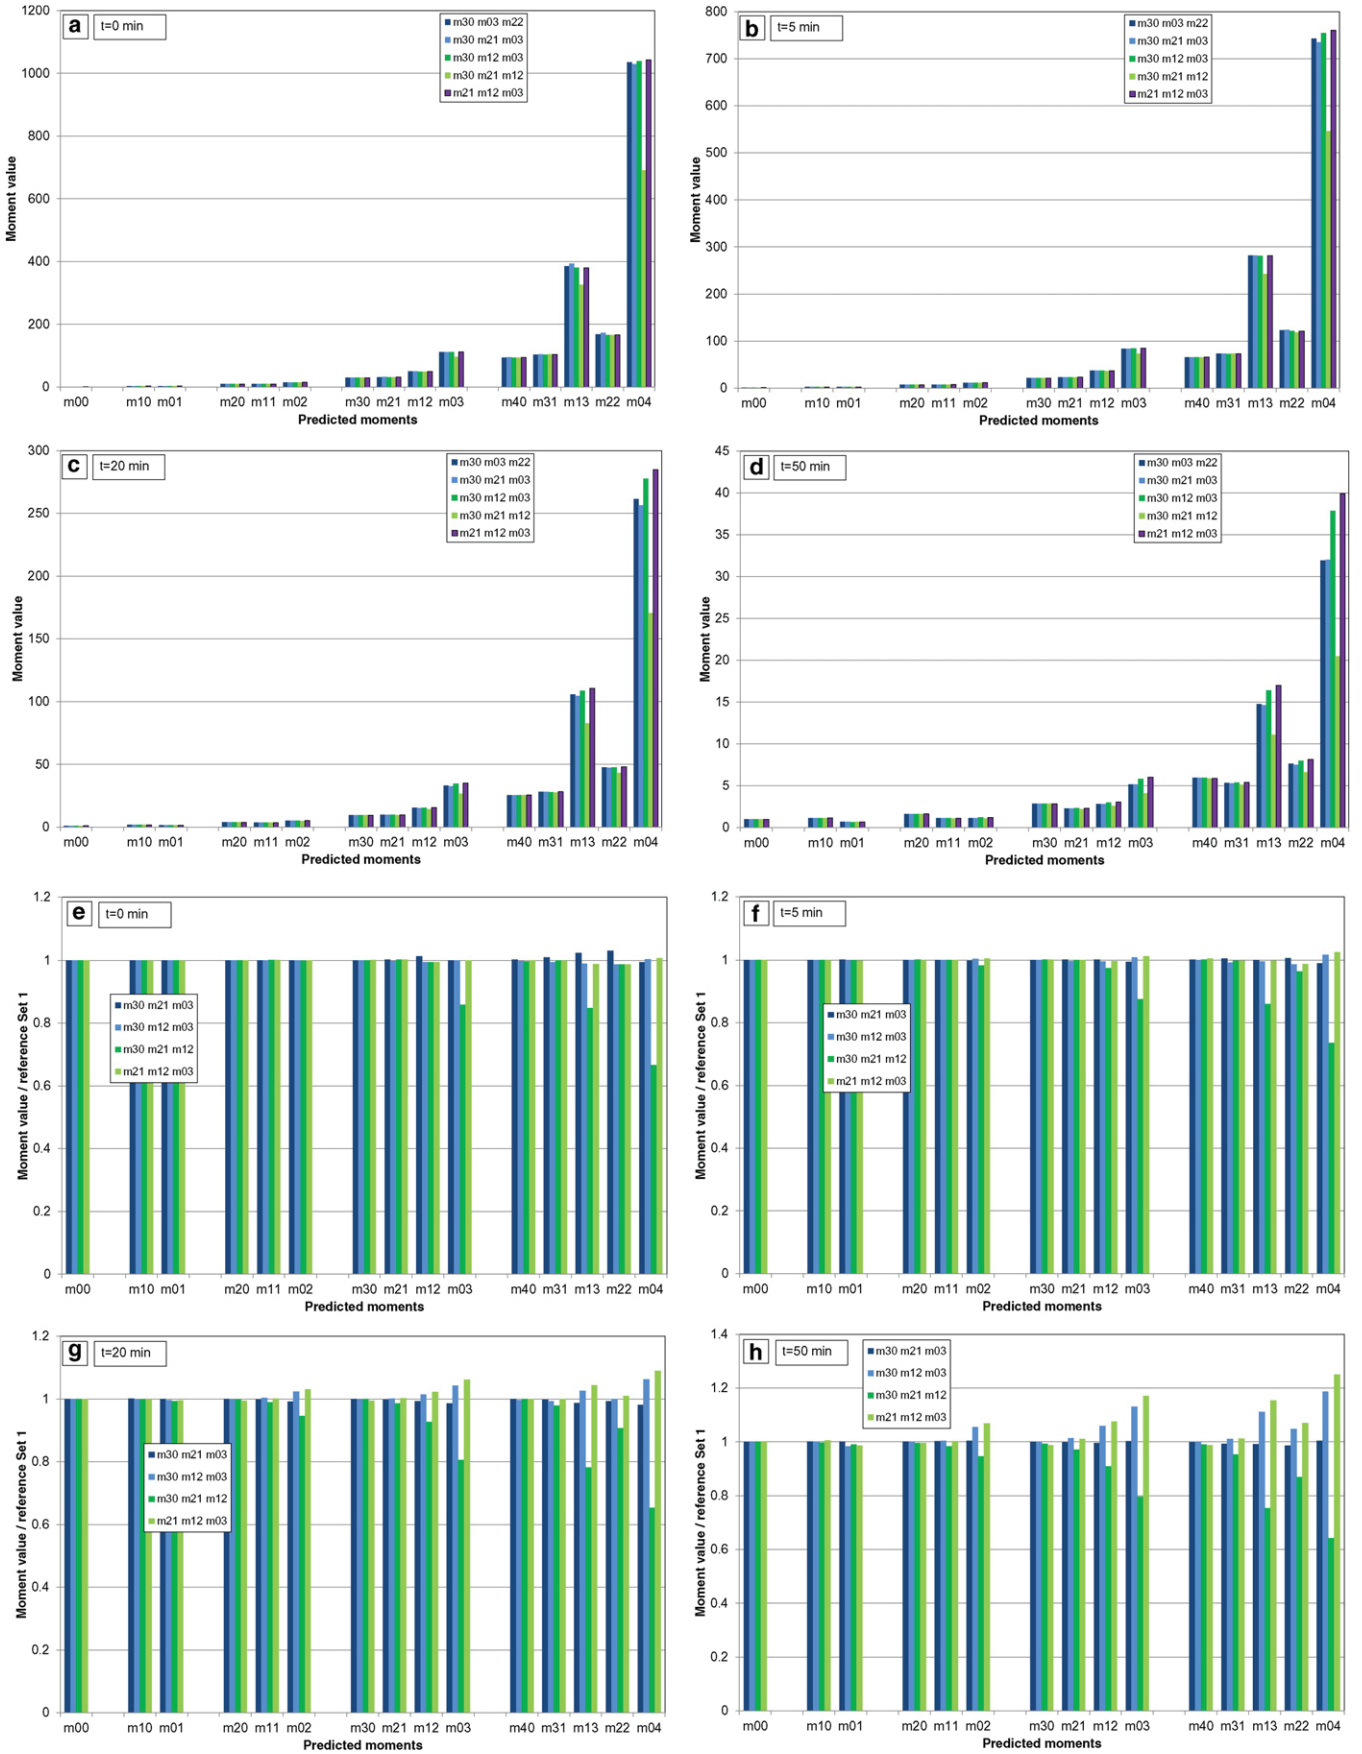 a
t=0 min
m30 m03 m22
m30 m21 m03
m30 m12 m03
m30 m21 m12
m21 m12 m03
1200
1000
800
600
400
200
0
Moment value
m00 m10 m01 m20 m11 m02 m30 m21 m12 m03 m40 m31 m13 m22 m04
Predicted moments
b
t=5 min
m30 m03 m22
m30 m21 m03
m30 m12 m03
m30 m21 m12
m21 m12 m03
800
700
600
500
400
300
200
100
0
Moment value
m00 m10 m01 m20 m11 m02 m30 m21 m12 m03 m40 m31 m13 m22 m04
Predicted moments
c
t=20 min
m30 m03 m22
m30 m21 m03
m30 m12 m03
m30 m21 m12
m21 m12 m03
300
250
200
150
100
50
0
Moment value
m00 m10 m01 m20 m11 m02 m30 m21 m12 m03 m40 m31 m13 m22 m04
Predicted moments
d
t=50 min
m30 m03 m22
m30 m21 m03
m30 m12 m03
m30 m21 m12
m21 m12 m03
45
40
35
30
25
20
15
10
5
0
Moment value
m00 m10 m01 m20 m11 m02 m30 m21 m12 m03 m40 m31 m13 m22 m04
Predicted moments
e
t=0 min
m30 m21 m03
m30 m12 m03
m30 m21 m12
m21 m12 m03
1.2
1
0.8
0.6
0.4
0.2
0
Moment value / reference Set 1
m00 m10 m01 m20 m11 m02 m30 m21 m12 m03 m40 m31 m13 m22 m04
Predicted moments
f
t=5 min
m30 m21 m03
m30 m12 m03
m30 m21 m12
m21 m12 m03
1.2
1
0.8
0.6
0.4
0.2
0
Moment value / reference Set 1
m00 m10 m01 m20 m11 m02 m30 m21 m12 m03 m40 m31 m13 m22 m04
Predicted moments
g
t=20 min
m30 m21 m03
m30 m12 m03
m30 m21 m12
m21 m12 m03
1.2
1
0.8
0.6
0.4
0.2
0
Moment value / reference Set 1
m00 m10 m01 m20 m11 m02 m30 m21 m12 m03 m40 m31 m13 m22 m04
Predicted moments
h
t=50 min
m30 m21 m03
m30 m12 m03
m30 m21 m12
m21 m12 m03
1.4
1.2
1
0.8
0.6
0.4
0.2
0
Moment value / reference Set 1
m00 m10 m01 m20 m11 m02 m30 m21 m12 m03 m40 m31 m13 m22 m04
Predicted moments